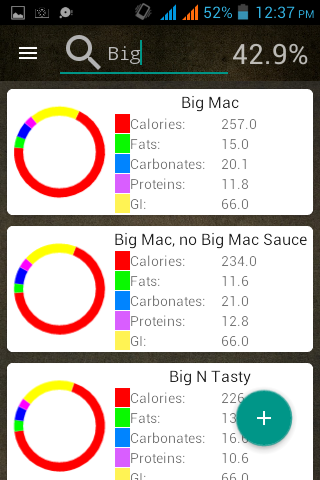 52% 12:37 PM
Big 42.9%
Big Mac
Calories: 257.0
Fats: 15.0
Carbonates: 20.1
Proteins: 11.8
GI: 66.0
Big Mac, no Big Mac Sauce
Calories: 234.0
Fats: 11.6
Carbonates: 21.0
Proteins: 12.8
GI: 66.0
Big N Tasty
Calories: 226
Fats: 13
Carbonates: 16.0
Proteins: 10.6
GI: 66.0